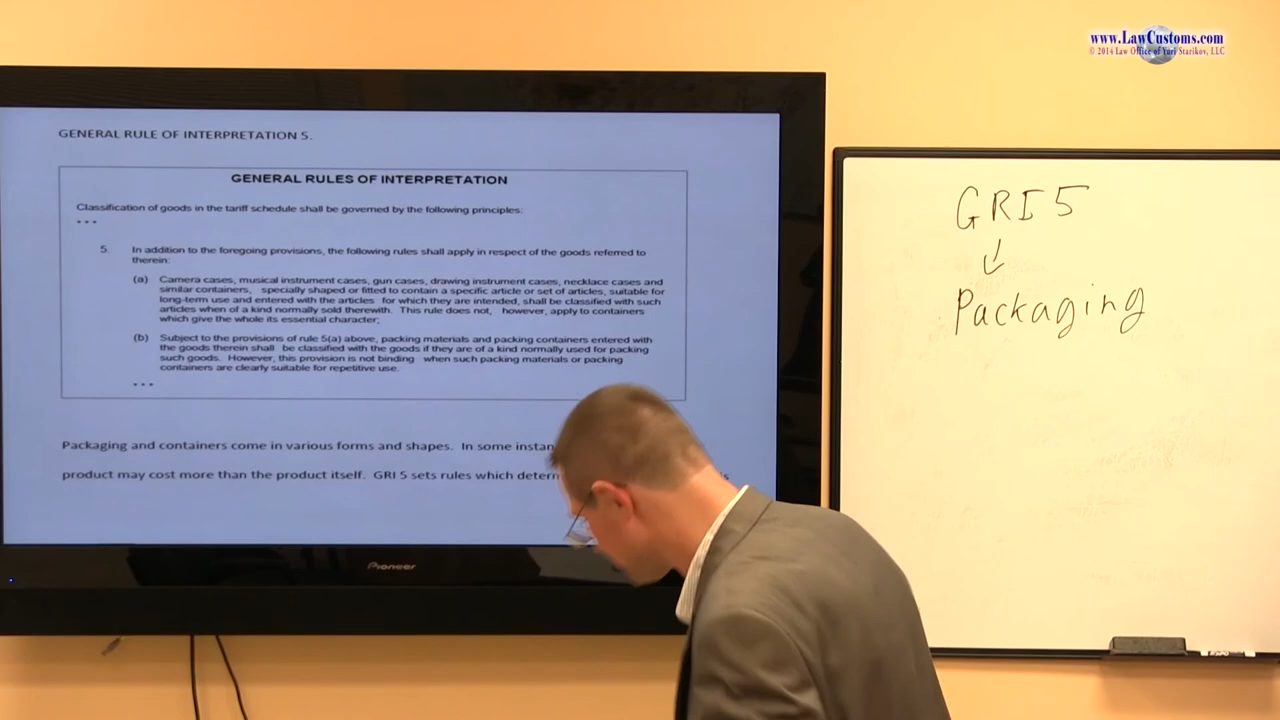 www.LawCustoms.com
© 2014 Law Office of Yuri Starikov, LLC
GENERAL RULE OF INTERPRETATION 5.
GENERAL RULES OF INTERPRETATION
Classification of goods in the tariff schedule shall be governed by the following principles:
* * *
5. In addition to the foregoing provisions, the following rules shall apply in respect of the goods referred to
therein:
(a) Camera cases, musical instrument cases, gun cases, drawing instrument cases, necklace cases and
similar containers, specially shaped or fitted to contain a specific article or set of articles, suitable for
long-term use and entered with the articles for which they are intended, shall be classified with such
articles when of a kind normally sold therewith. This rule does not, however, apply to containers
which give the whole its essential character;
(b) Subject to the provisions of rule 5(a) above, packing materials and packing containers entered with
the goods therein shall be classified with the goods if they are of a kind normally used for packing
such goods. However, this provision is not binding when such packing materials or packing
containers are clearly suitable for repetitive use.
* * *
Packaging and containers come in various forms and shapes. In some instan
product may cost more than the product itself. GRI 5 sets rules which determ
Pioneer
GRI 5
Packaging